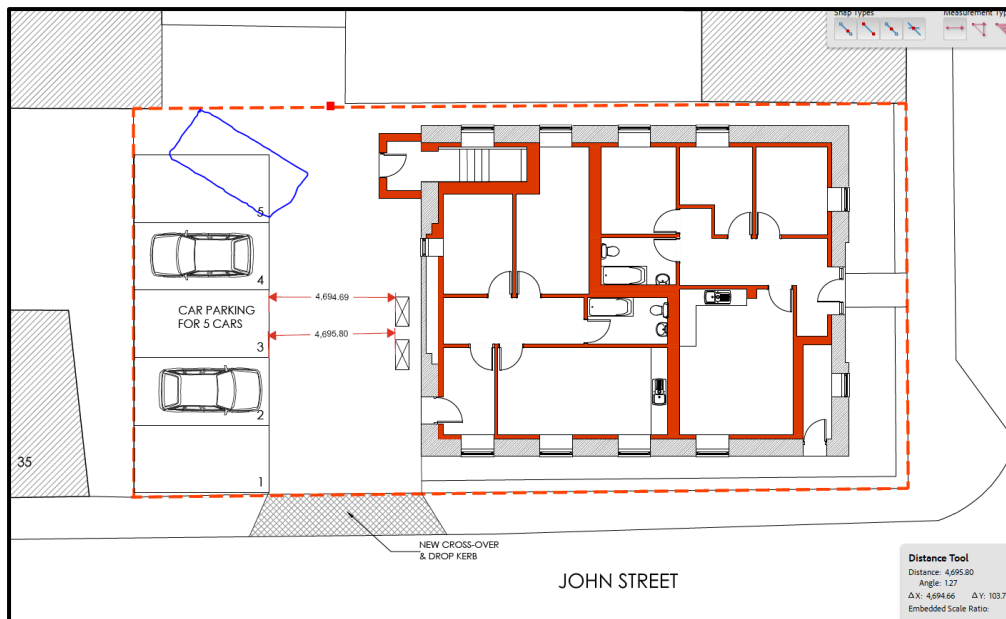 Snap Types
Measurement Typ
5
4
4,694.69
CAR PARKING
FOR 5 CARS
4,695.80
3
2
35
1
NEW CROSS-OVER
& DROP KERB
JOHN STREET
Distance Tool
Distance: 4,695.80
Angle: 1.27
Δ X: 4,694.66 Δ Y: 103.7
Embedded Scale Ratio: